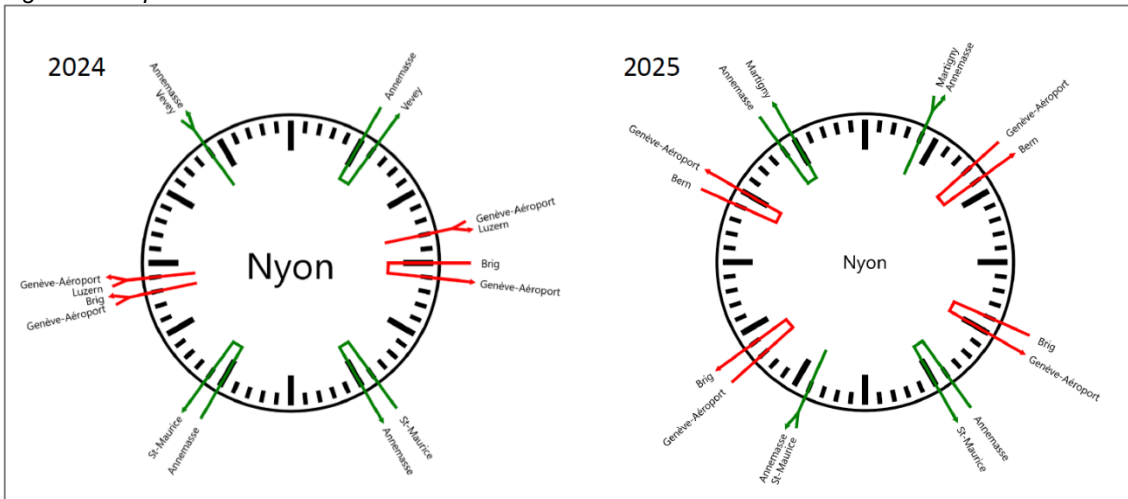 2024
Annemasse
Vevey
Annemasse
Vevey
Genève-Aéroport
Luzern
Brig
Genève-Aéroport
Nyon
Genève-Aéroport
Luzern
Brig
Genève-Aéroport
St-Maurice
Annemasse
St-Maurice
Annemasse
2025
Martigny
Annemasse
Martigny
Annemasse
Genève-Aéroport
Bern
Genève-Aéroport
Bern
Nyon
Brig
Genève-Aéroport
Brig
Genève-Aéroport
Annemasse
St-Maurice
Annemasse
St-Maurice